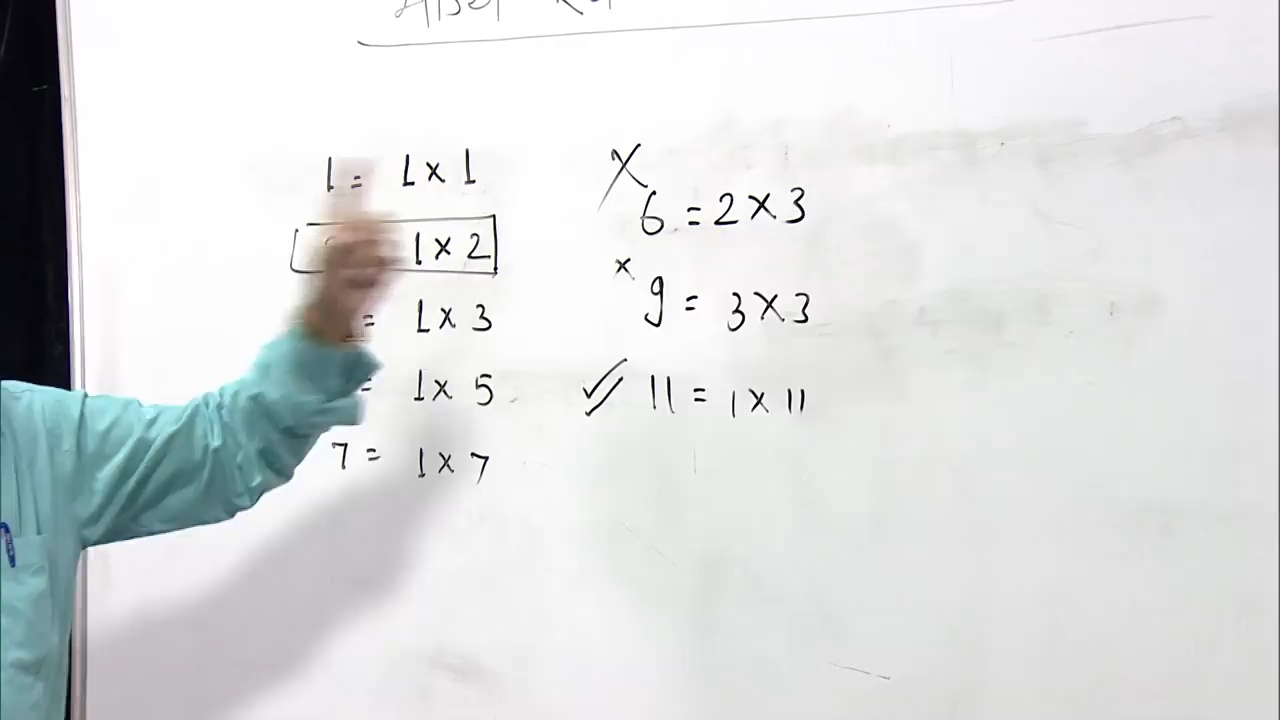 1 = 1 x 1
1 x 2
= 1 x 3
= 1 x 5
7 = 1 x 7
X
6 = 2 x 3
x
9 = 3 x 3
✓ 11 = 1 x 11